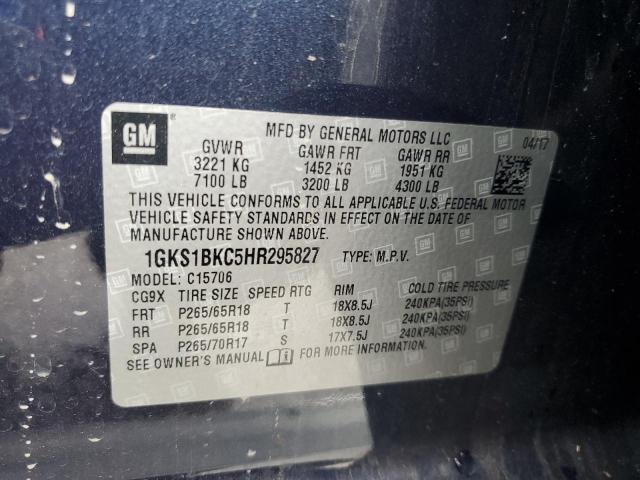 GM
MFD BY GENERAL MOTORS LLC
04/17
GVWR GAWR FRT GAWR RR
3221 KG 1452 KG 1951 KG
7100 LB 3200 LB 4300 LB
THIS VEHICLE CONFORMS TO ALL APPLICABLE U.S. FEDERAL MOTOR
VEHICLE SAFETY STANDARDS IN EFFECT ON THE DATE OF
MANUFACTURE SHOWN ABOVE.
1GKS1BKC5HR295827 TYPE: M.P.V.
MODEL: C15706
CG9X TIRE SIZE SPEED RTG RIM COLD TIRE PRESSURE
FRT P265/65R18 T 18X8.5J 240KPA(35PSI)
RR P265/65R18 T 18X8.5J 240KPA(35PSI)
SPA P265/70R17 S 17X7.5J 240KPA(35PSI)
SEE OWNER'S MANUAL FOR MORE INFORMATION.